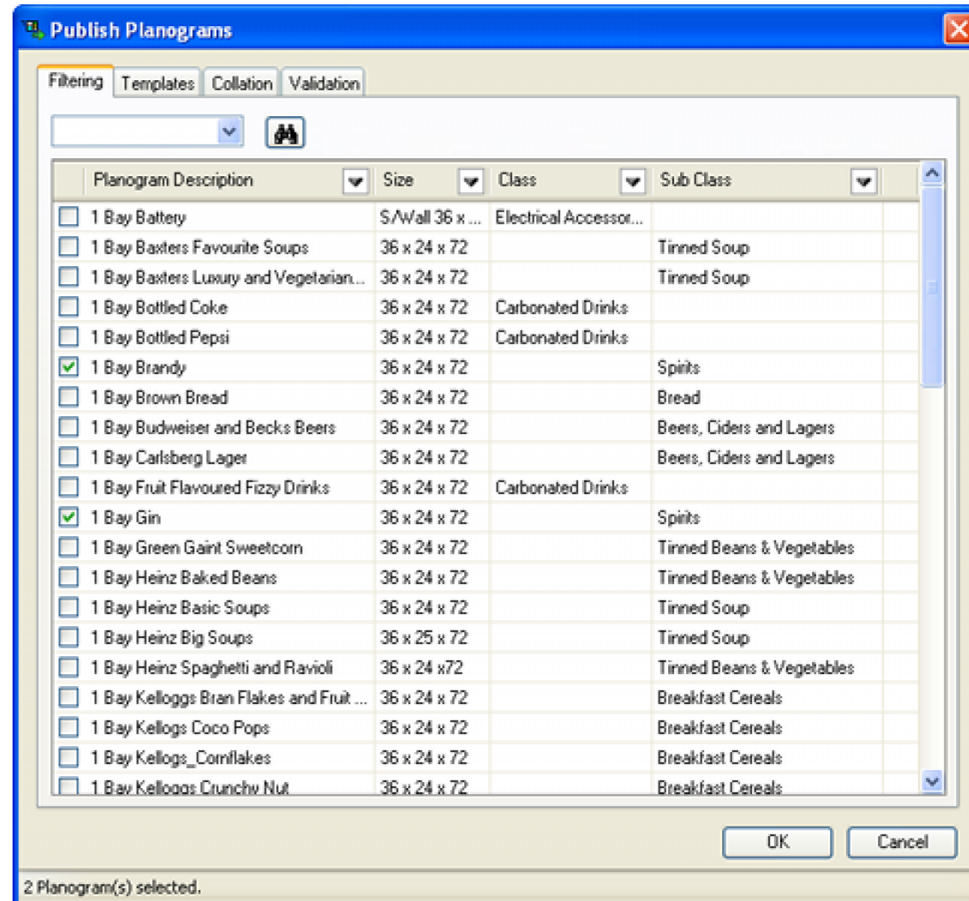 Publish Planograms
Filtering Templates Collation Validation
Planogram Description Size Class Sub Class
1 Bay Battery S/Wall 36 x ... Electrical Accessor...
1 Bay Baxters Favourite Soups 36 x 24 x 72 Tinned Soup
1 Bay Baxters Luxury and Vegetarian... 36 x 24 x 72 Tinned Soup
1 Bay Bottled Coke 36 x 24 x 72 Carbonated Drinks
1 Bay Bottled Pepsi 36 x 24 x 72 Carbonated Drinks
1 Bay Brandy 36 x 24 x 72 Spirits
1 Bay Brown Bread 36 x 24 x 72 Bread
1 Bay Budweiser and Becks Beers 36 x 24 x 72 Beers, Ciders and Lagers
1 Bay Carlsberg Lager 36 x 24 x 72 Beers, Ciders and Lagers
1 Bay Fruit Flavoured Fizzy Drinks 36 x 24 x 72 Carbonated Drinks
1 Bay Gin 36 x 24 x 72 Spirits
1 Bay Green Gaint Sweetcorn 36 x 24 x 72 Tinned Beans & Vegetables
1 Bay Heinz Baked Beans 36 x 24 x 72 Tinned Beans & Vegetables
1 Bay Heinz Basic Soups 36 x 24 x 72 Tinned Soup
1 Bay Heinz Big Soups 36 x 25 x 72 Tinned Soup
1 Bay Heinz Spaghetti and Ravioli 36 x 24 x72 Tinned Beans & Vegetables
1 Bay Kelloggs Bran Flakes and Fruit ... 36 x 24 x 72 Breakfast Cereals
1 Bay Kellogs Coco Pops 36 x 24 x 72 Breakfast Cereals
1 Bay Kellogs_Cornflakes 36 x 24 x 72 Breakfast Cereals
1 Bay Kelloggs Crunchy Nut 36 x 24 x 72 Breakfast Cereals
OK Cancel
2 Planogram(s) selected.